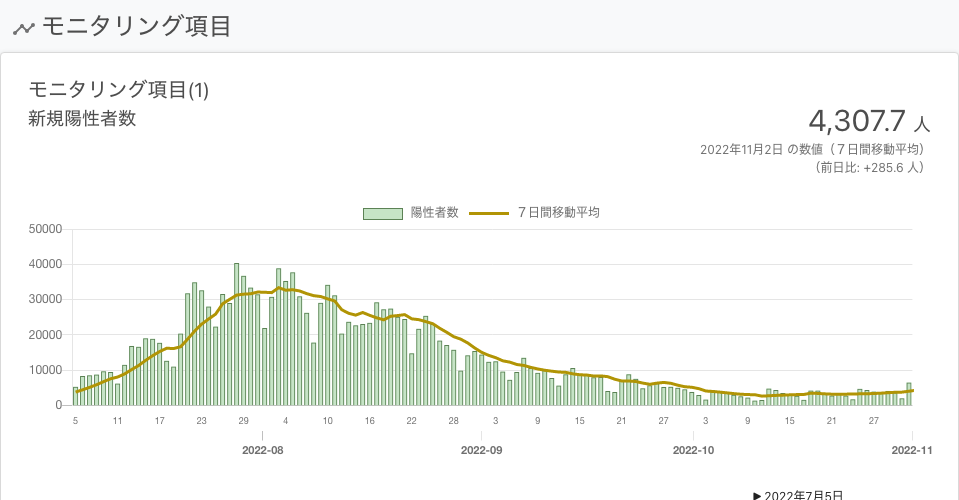 モニタリング項目
モニタリング項目(1)
新規陽性者数
4,307.7 人
2022年11月2日 の数値（７日間移動平均）
（前日比: +285.6 人）
陽性者数 ７日間移動平均
50000
40000
30000
20000
10000
0
5 11 17 23 29 4 10 16 22 28 3 9 15 21 27 3 9 15 21 27
2022-08 2022-09 2022-10 2022-11
▶ 2022年7月5日